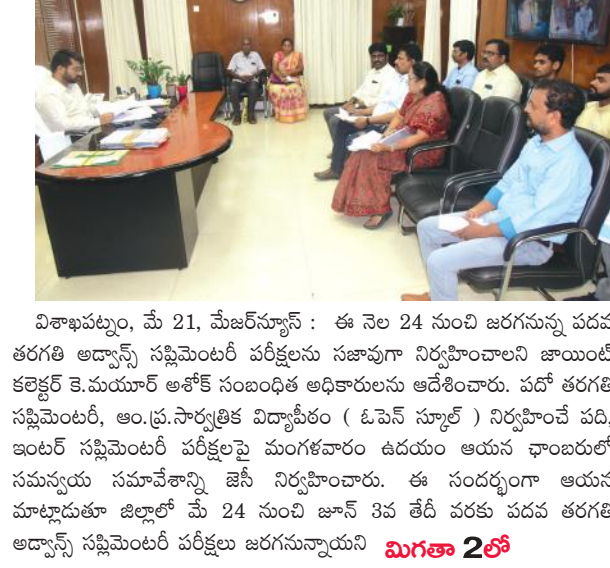 విశాఖపట్నం, మే 21, మేజర్‌న్యూస్ : ఈ నెల 24 నుంచి జరగనున్న పదవ
తరగతి అడ్వాన్స్ సప్లిమెంటరీ పరీక్షలను సజావుగా నిర్వహించాలని జాయింట్
కలెక్టర్ కె.మయూర్ అశోక్ సంబంధిత అధికారులను ఆదేశించారు. పదో తరగతి
సప్లిమెంటరీ, ఆం.ప్ర.సార్వత్రిక విద్యాపీఠం ( ఓపెన్ స్కూల్ ) నిర్వహించే పది,
ఇంటర్ సప్లిమెంటరీ పరీక్షలపై మంగళవారం ఉదయం ఆయన ఛాంబరులో
సమన్వయ సమావేశాన్ని జెసీ నిర్వహించారు. ఈ సందర్భంగా ఆయన
మాట్లాడుతూ జిల్లాలో మే 24 నుంచి జూన్ 3వ తేదీ వరకు పదవ తరగతి
అడ్వాన్స్ సప్లిమెంటరీ పరీక్షలు జరగనున్నాయని మిగతా 2లో